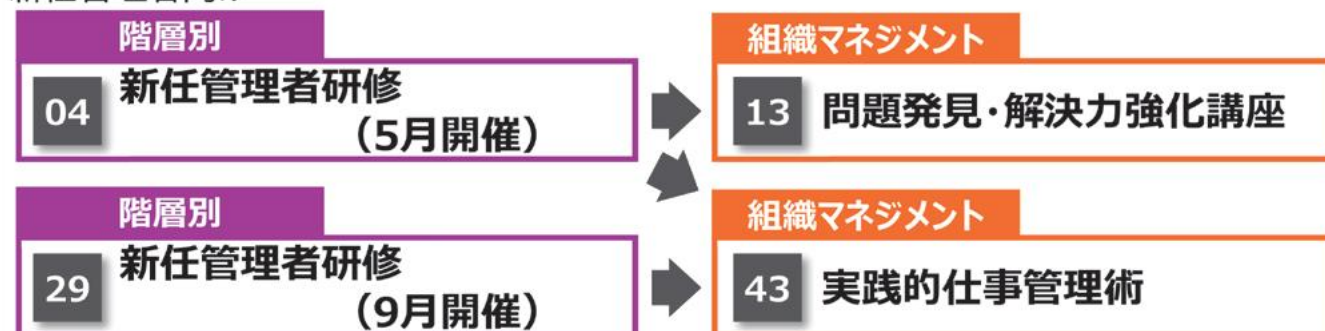 階層別
04
新任管理者研修
（5月開催）
組織マネジメント
13
問題発見・解決力強化講座
階層別
29
新任管理者研修
（9月開催）
組織マネジメント
43
実践的仕事管理術